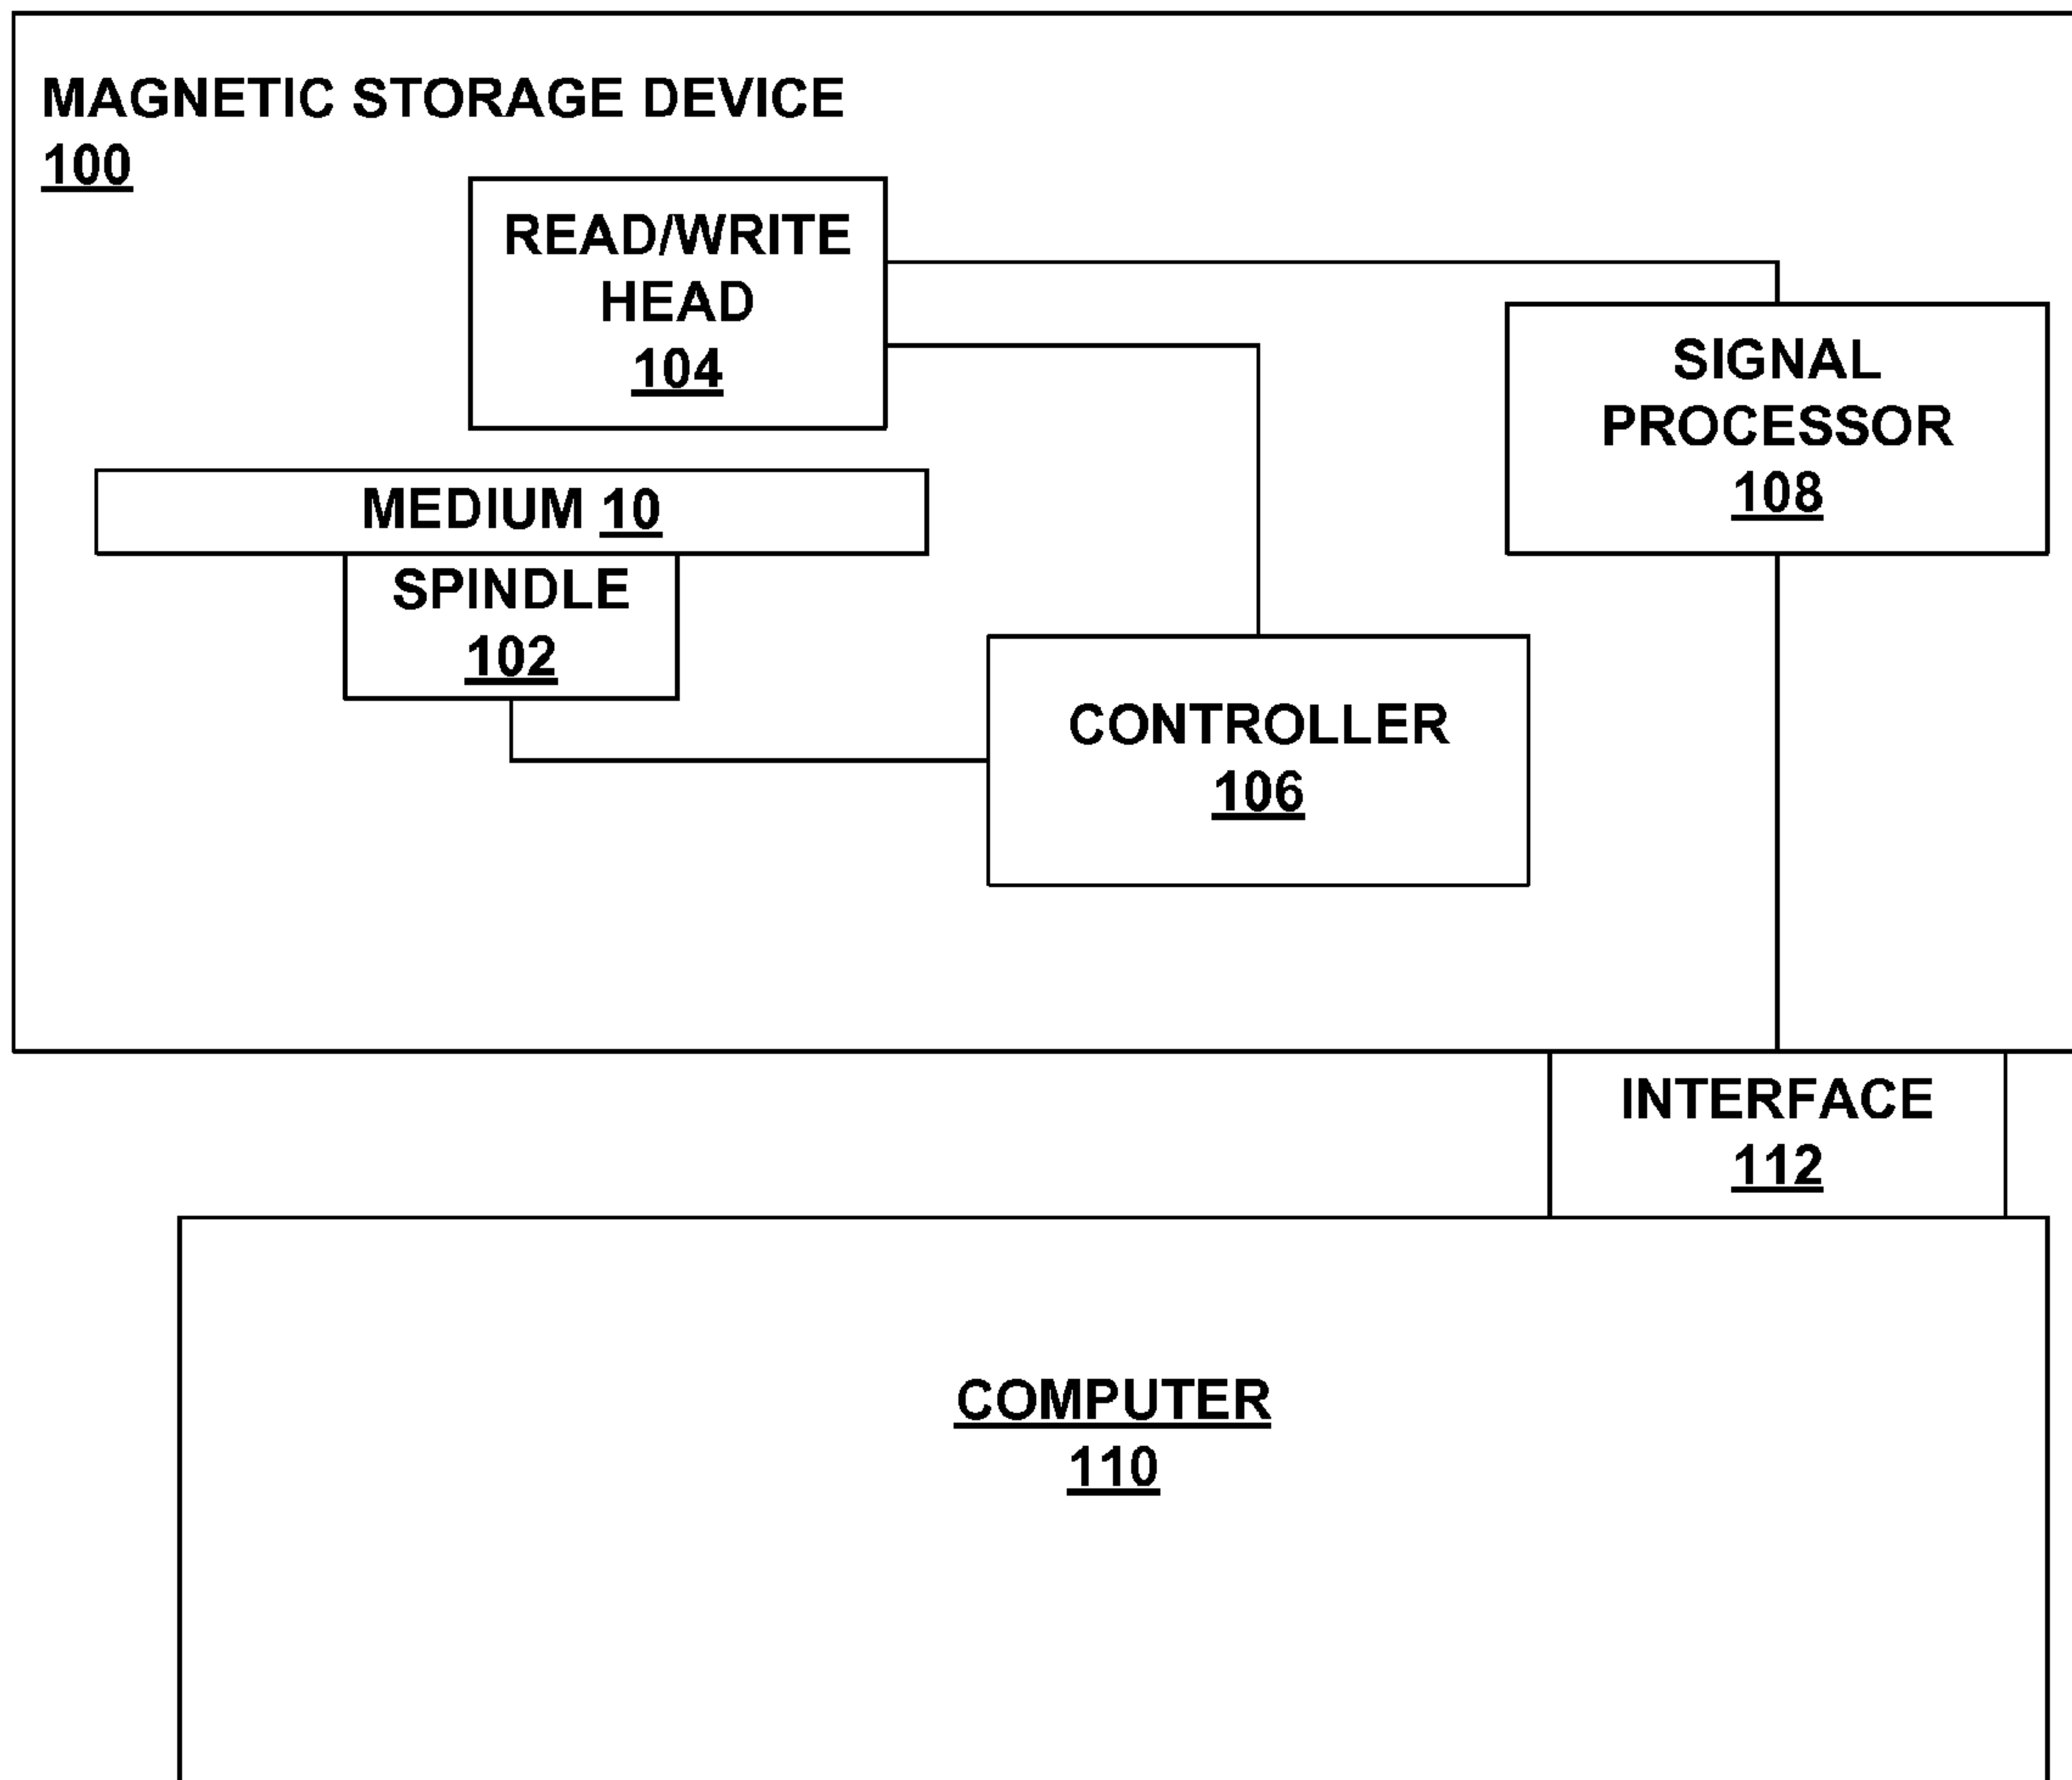 MAGNETIC STORAGE DEVICE
100
READ/WRITE
HEAD
104
SIGNAL
PROCESSOR
108
MEDIUM 10
SPINDLE
102
CONTROLLER
106
INTERFACE
112
COMPUTER
110